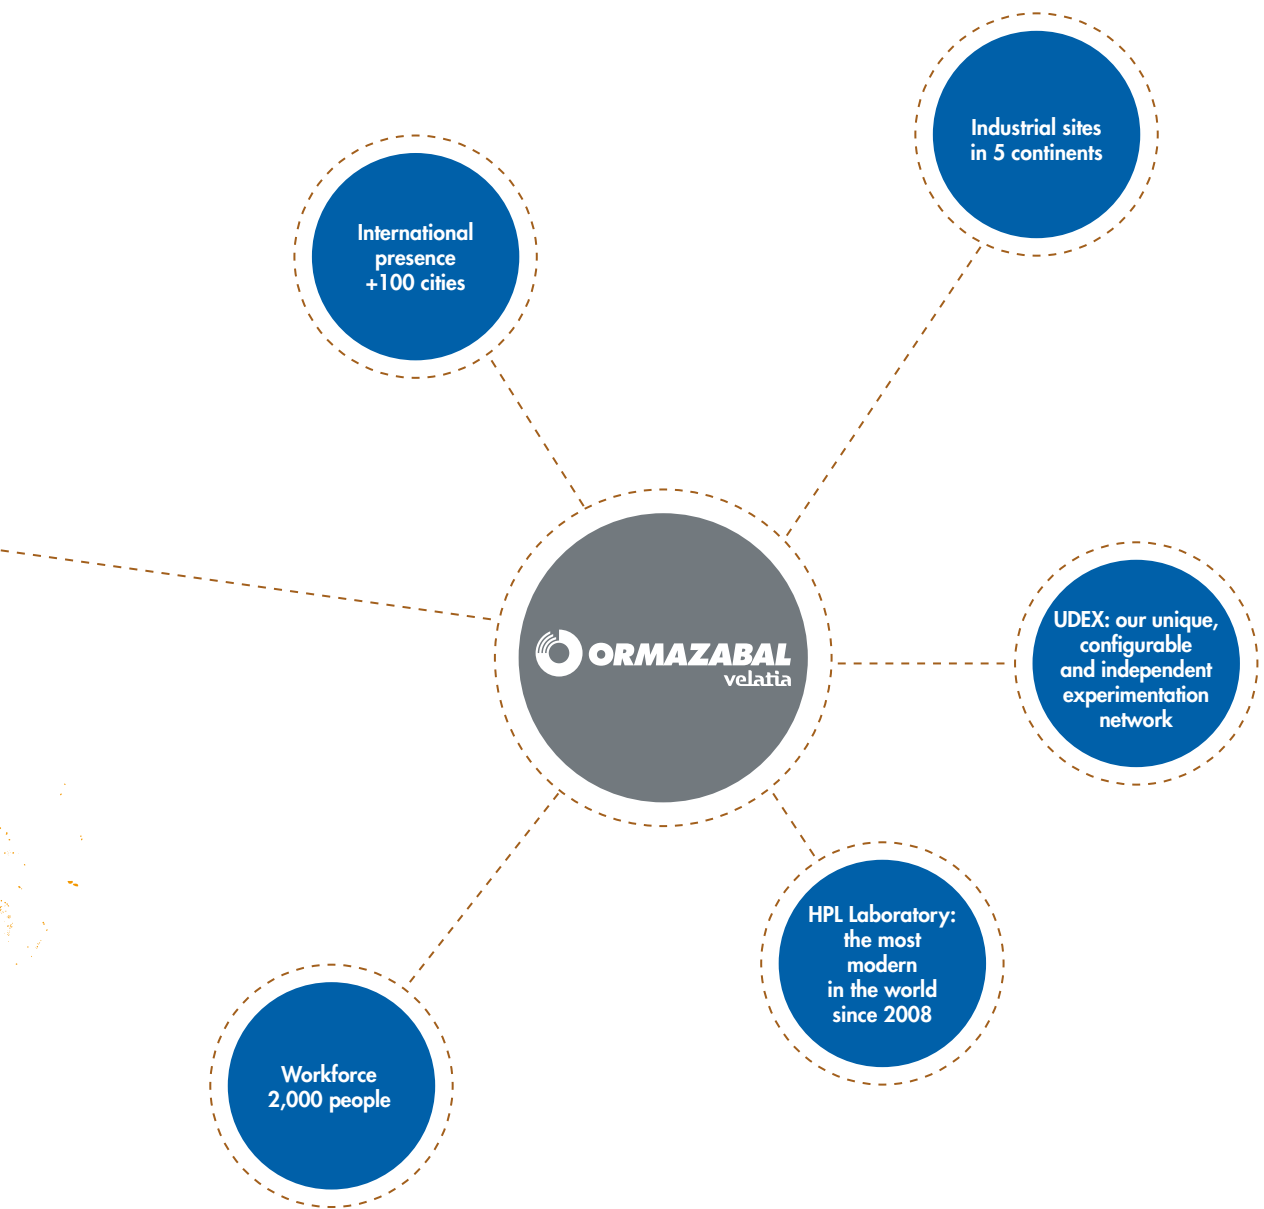 Industrial sites
in 5 continents
International
presence
+100 cities
ORMAZABAL
velatia
UDEX: our unique,
configurable
and independent
experimentation
network
HPL Laboratory:
the most
modern
in the world
since 2008
Workforce
2,000 people